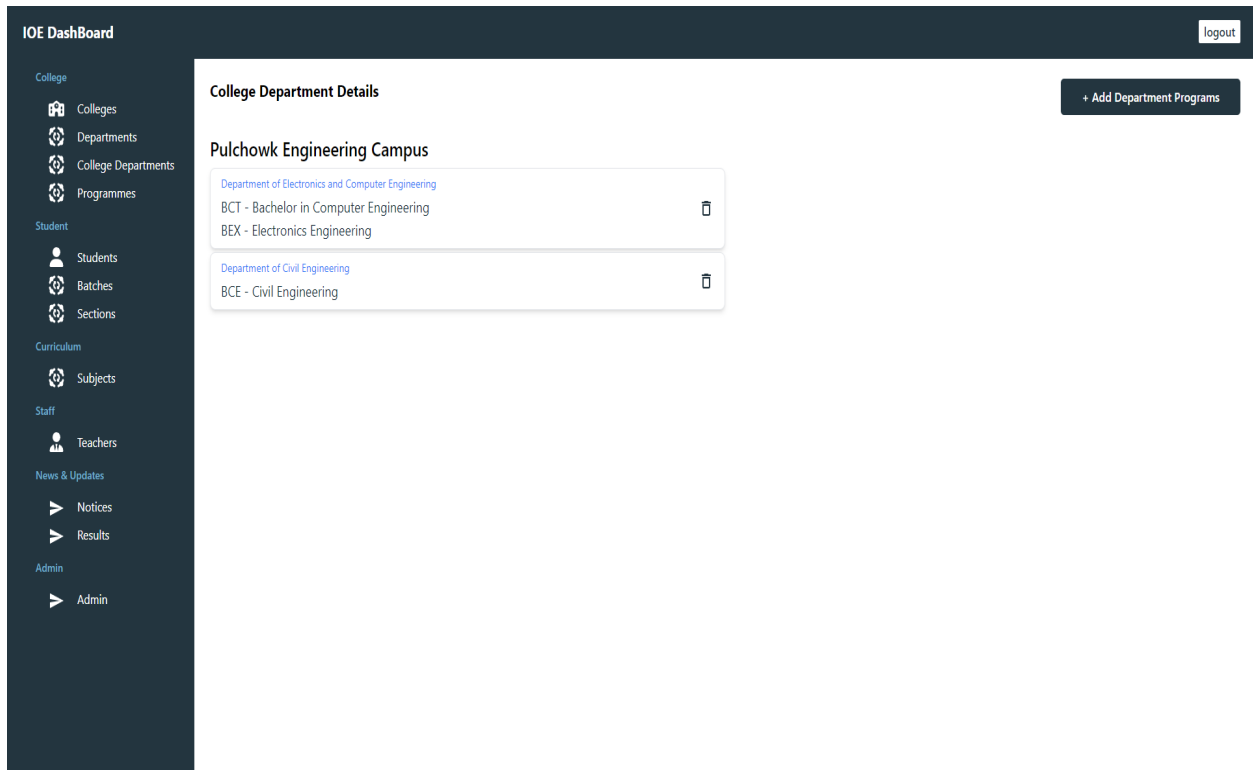 IOE DashBoard
logout
College
Colleges
Departments
College Departments
Programmes
Student
Students
Batches
Sections
Curriculum
Subjects
Staff
Teachers
News & Updates
Notices
Results
Admin
Admin
College Department Details
+ Add Department Programs
Pulchowk Engineering Campus
Department of Electronics and Computer Engineering
BCT - Bachelor in Computer Engineering
BEX - Electronics Engineering
Department of Civil Engineering
BCE - Civil Engineering